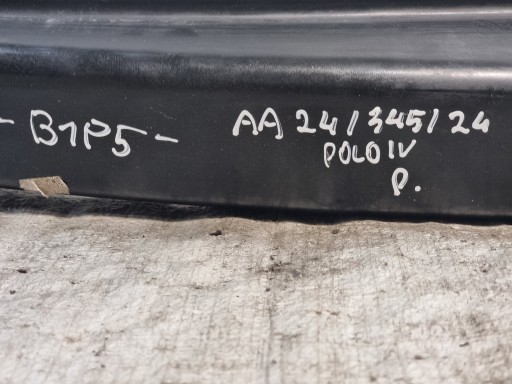 - B1P5 -
AA 24/345/24
POLO IV
P.